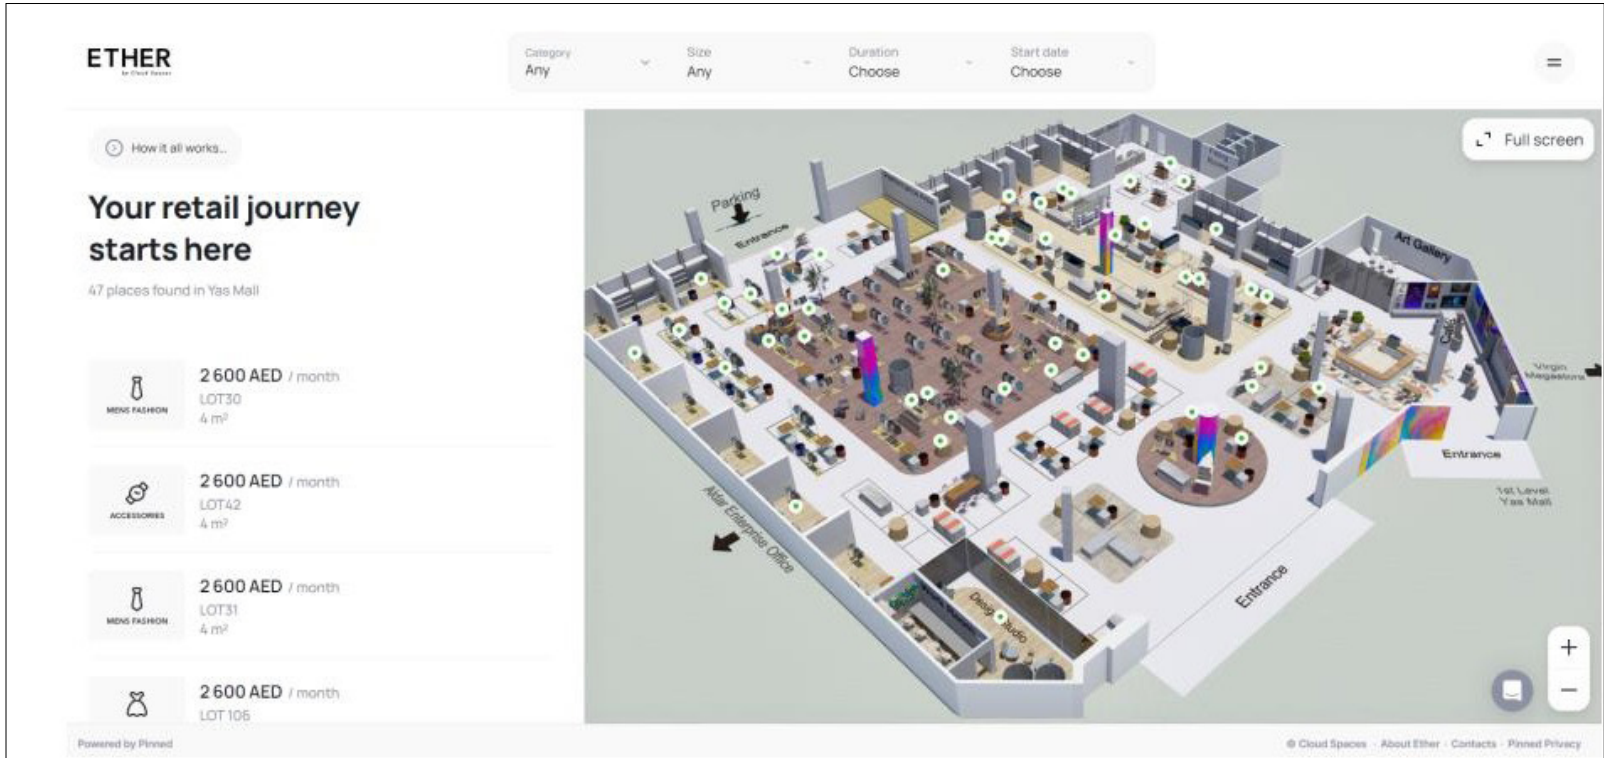 ETHER
by Cloud Spaces
Category
Any
Size
Any
Duration
Choose
Start date
Choose
How it all works...
Your retail journey
starts here
47 places found in Yas Mall
MENS FASHION
2 600 AED / month
LOT30
4 m²
ACCESSORIES
2 600 AED / month
LOT42
4 m²
MENS FASHION
2 600 AED / month
LOT31
4 m²
2 600 AED / month
LOT 106
Full screen
Parking
Entrance
Art Gallery
Virgin
Megastore
Entrance
1st Level
Yas Mall
Aldar Enterprise Office
Design Studio
Entrance
+
−
Powered by Pinned
© Cloud Spaces · About Ether · Contacts · Pinned Privacy